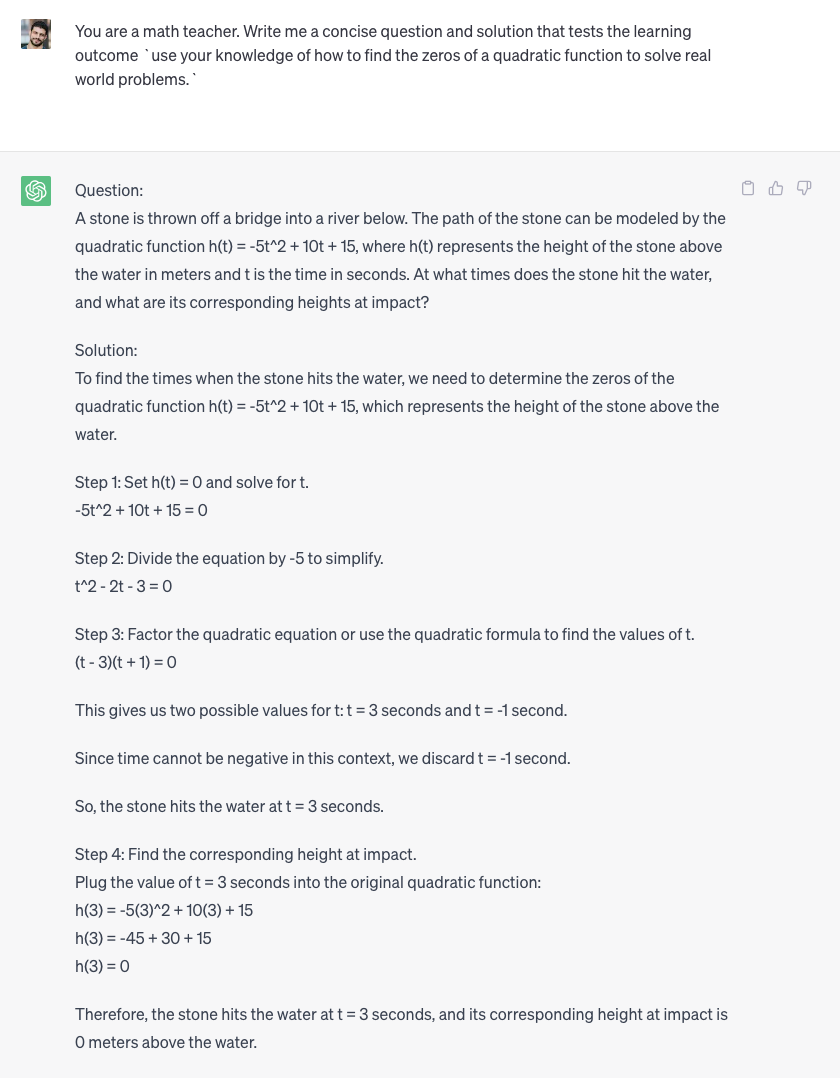 You are a math teacher. Write me a concise question and solution that tests the learning
outcome `use your knowledge of how to find the zeros of a quadratic function to solve real
world problems.`
Question:
A stone is thrown off a bridge into a river below. The path of the stone can be modeled by the
quadratic function h(t) = -5t^2 + 10t + 15, where h(t) represents the height of the stone above
the water in meters and t is the time in seconds. At what times does the stone hit the water,
and what are its corresponding heights at impact?
Solution:
To find the times when the stone hits the water, we need to determine the zeros of the
quadratic function h(t) = -5t^2 + 10t + 15, which represents the height of the stone above the
water.
Step 1: Set h(t) = 0 and solve for t.
-5t^2 + 10t + 15 = 0
Step 2: Divide the equation by -5 to simplify.
t^2 - 2t - 3 = 0
Step 3: Factor the quadratic equation or use the quadratic formula to find the values of t.
(t - 3)(t + 1) = 0
This gives us two possible values for t: t = 3 seconds and t = -1 second.
Since time cannot be negative in this context, we discard t = -1 second.
So, the stone hits the water at t = 3 seconds.
Step 4: Find the corresponding height at impact.
Plug the value of t = 3 seconds into the original quadratic function:
h(3) = -5(3)^2 + 10(3) + 15
h(3) = -45 + 30 + 15
h(3) = 0
Therefore, the stone hits the water at t = 3 seconds, and its corresponding height at impact is
0 meters above the water.